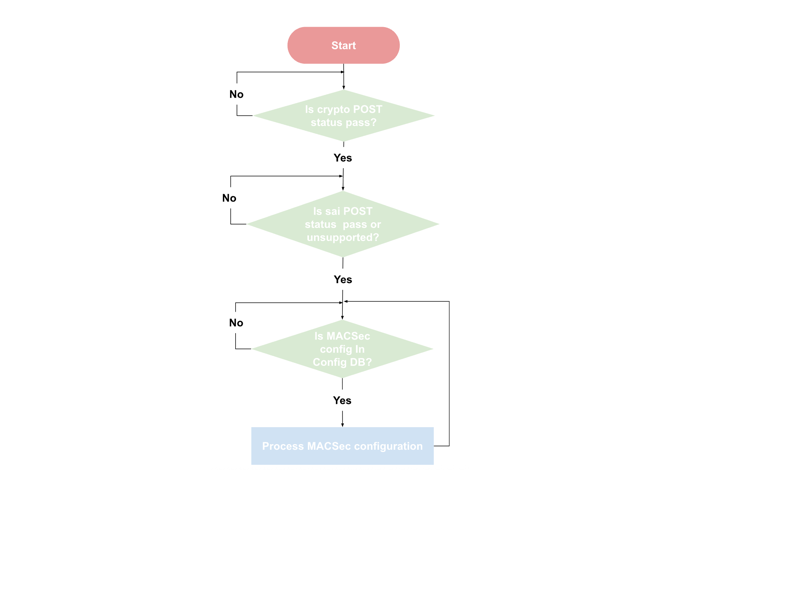 Start
No
Is crypto POST
status pass?
Yes
No
Is sai POST
status  pass or
unsupported?
Yes
No
Is MACSec
config In
Config DB?
Yes
Process MACSec configuration